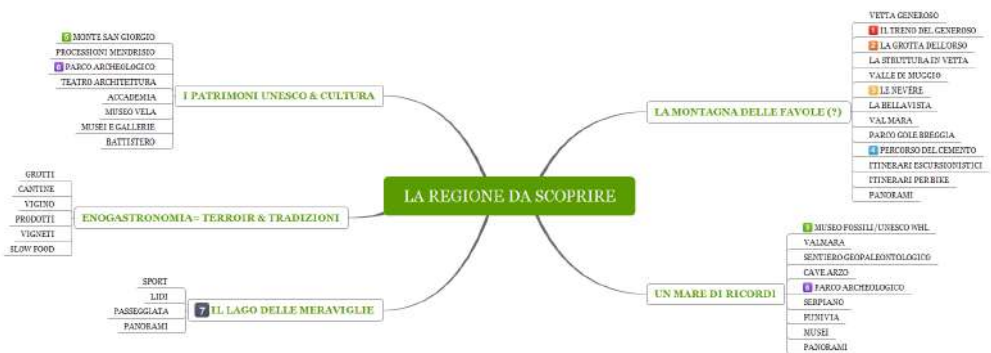 LA REGIONE DA SCOPRIRE
I PATRIMONI UNESCO & CULTURA
5 MONTE SAN GIORGIO
PROCESSIONI MENDRISIO
6 PARCO ARCHEOLOGICO
TEATRO ARCHITETTURA
ACCADEMIA
MUSEO VELA
MUSEI E GALLERIE
BATTISTERO
ENOGASTRONOMIA= TERROIR & TRADIZIONI
GROTTI
CANTINE
VIGINO
PRODOTTI
VIGNETI
SLOW FOOD
7 IL LAGO DELLE MERAVIGLIE
SPORT
LIDI
PASSEGGIATA
PANORAMI
LA MONTAGNA DELLE FAVOLE (?)
VETTA GENEROSO
1 IL TRENO DEL GENEROSO
2 LA GROTTA DELL'ORSO
LA STRUTTURA IN VETTA
VALLE DI MUGGIO
3 LE NEVÈRE
LA BELLAVISTA
VAL MARA
PARCO GOLE BREGGIA
4 PERCORSO DEL CEMENTO
ITINERARI ESCURSIONISTICI
ITINERARI PER BIKE
PANORAMI
UN MARE DI RICORDI
5 MUSEO FOSSILI/UNESCO WHL
VALMARA
SENTIERO GEOPALEONTOLOGICO
CAVE ARZO
6 PARCO ARCHEOLOGICO
SERPIANO
FUNIVIA
MUSEI
PANORAMI